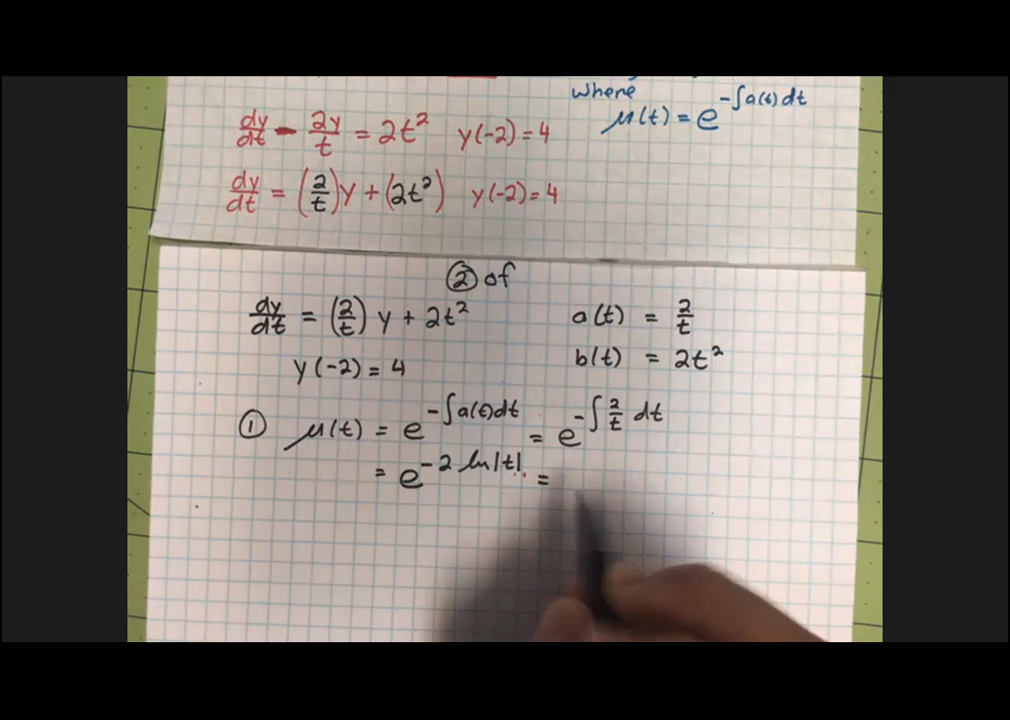 where
μ(t) = e^{-∫a(t)dt}
dy/dt - 2y/t = 2t² y(-2) = 4
dy/dt = (2/t)y + (2t²) y(-2) = 4
② of
dy/dt = (2/t) y + 2t² a(t) = 2/t
y(-2) = 4 b(t) = 2t²
① μ(t) = e^{-∫a(t)dt} = e^{-∫2/t dt}
= e^{-2 ln|t|} =